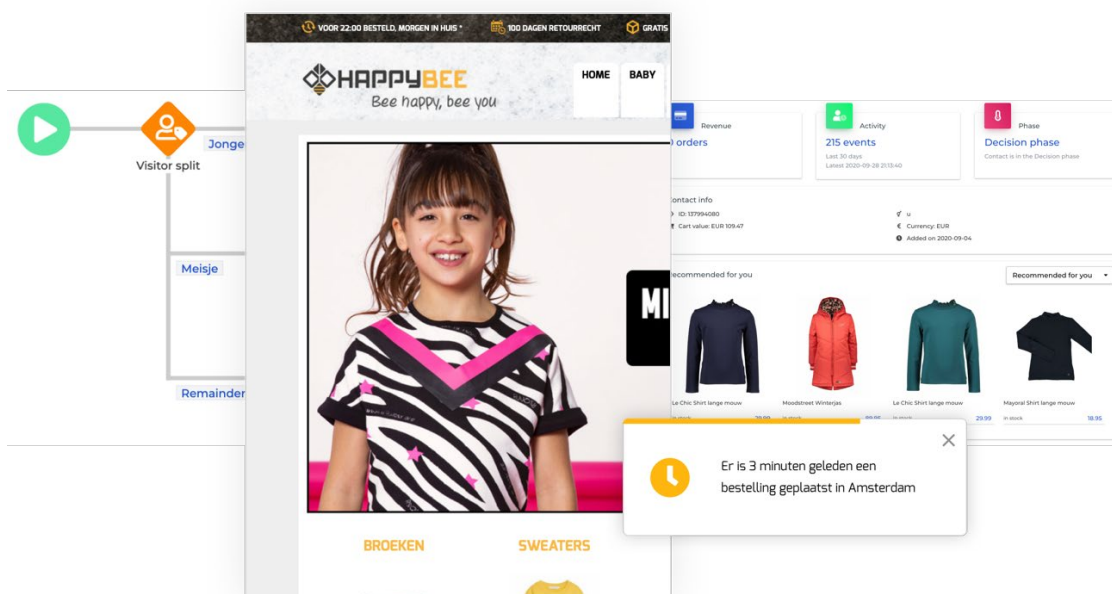 VOOR 22:00 BESTELD, MORGEN IN HUIS *
100 DAGEN RETOURRECHT
GRATIS
HAPPYBEE
Bee happy, bee you
HOME
BABY
Visitor split
Jonge
Meisje
Remainder
MI
BROEKEN
SWEATERS
Revenue
orders
Activity
215 events
Last 30 days
Latest 2020-09-28 21:13:40
Phase
Decision phase
Contact is in the Decision phase
ontact info
ID: 137994080
Cart value: EUR 109.47
u
Currency: EUR
Added on 2020-09-04
ecommended for you
Recommended for you
Le Chic Shirt lange mouw
Moodstreet Winterjas
Le Chic Shirt lange mouw
Mayoral Shirt lange mouw
in stock
29.99
in stock
18.95
Er is 3 minuten geleden een
bestelling geplaatst in Amsterdam